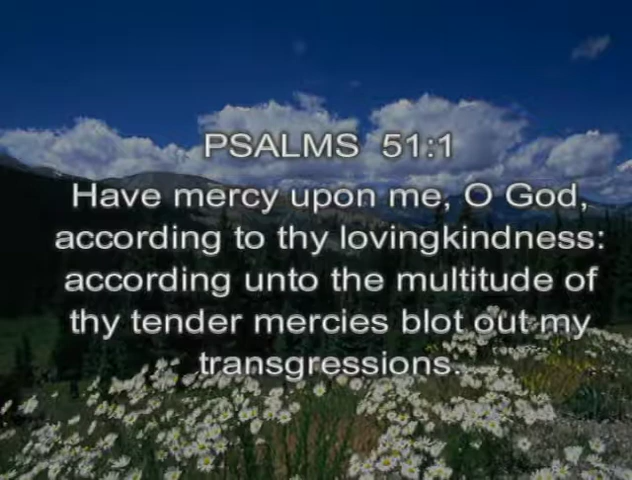 PSALMS 51:1
Have mercy upon me, O God,
according to thy lovingkindness:
according unto the multitude of
thy tender mercies blot out my
transgressions.